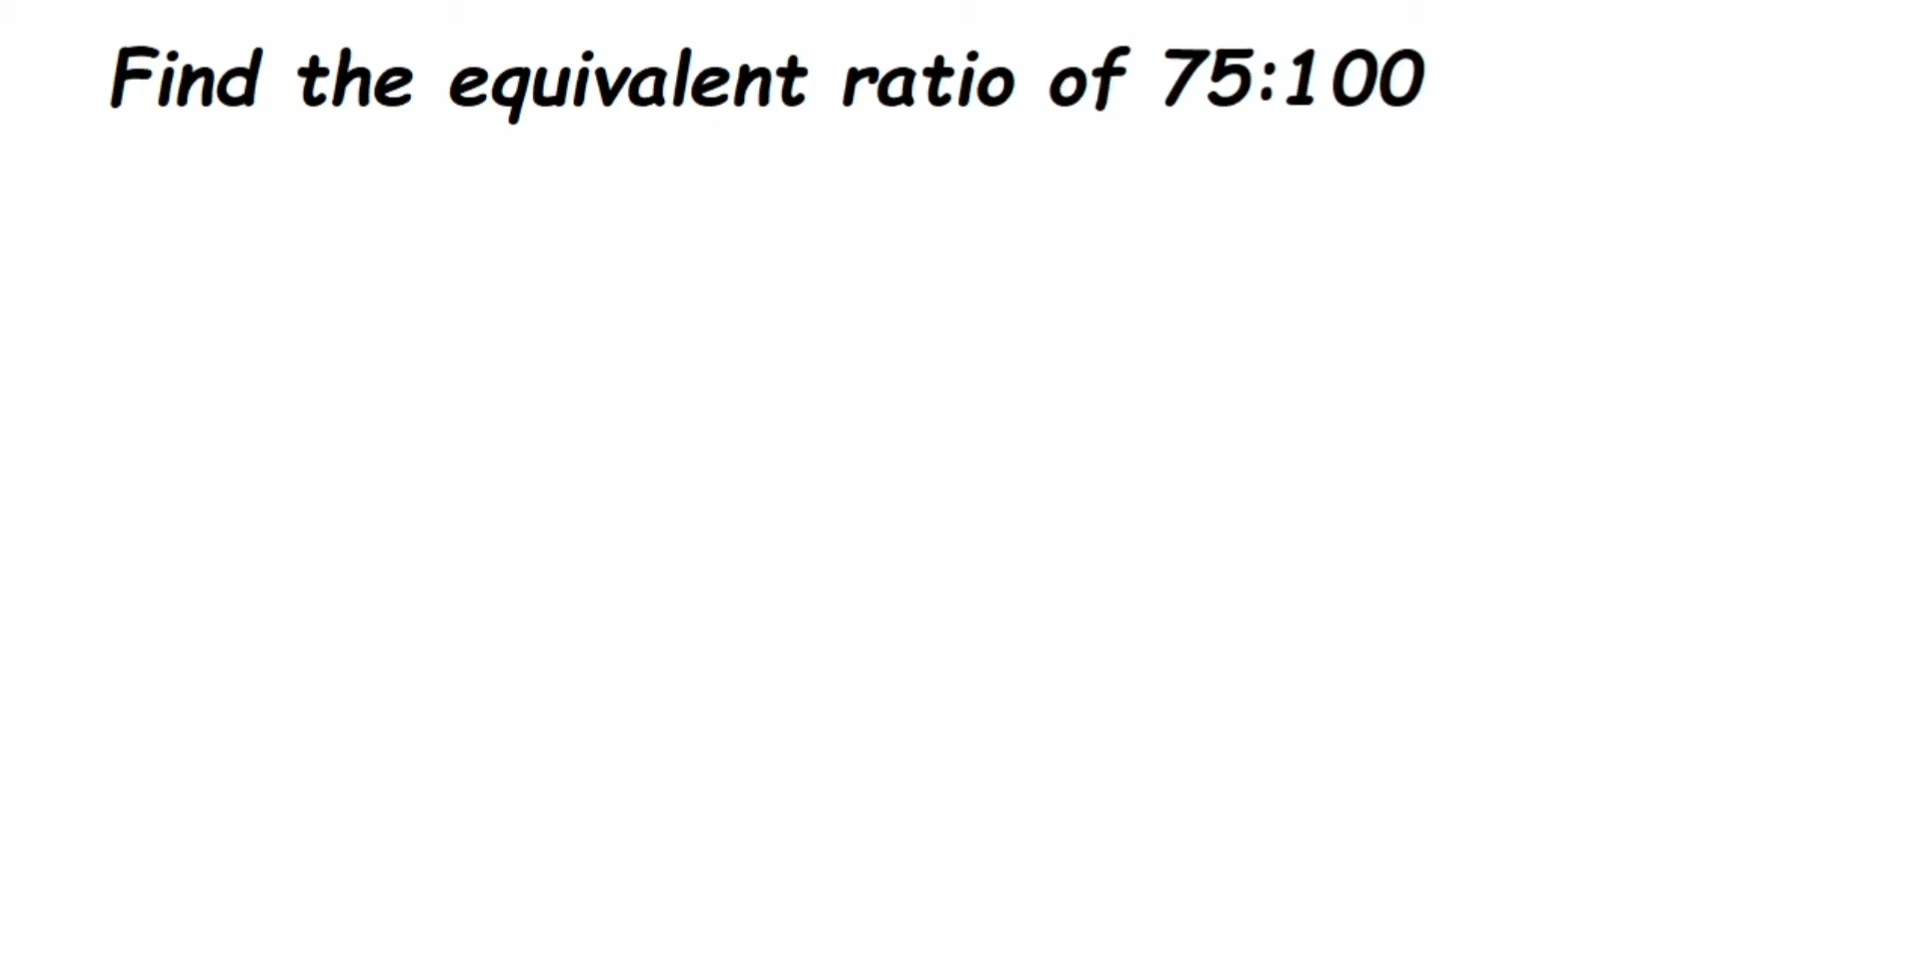 Find the equivalent ratio of 75:100